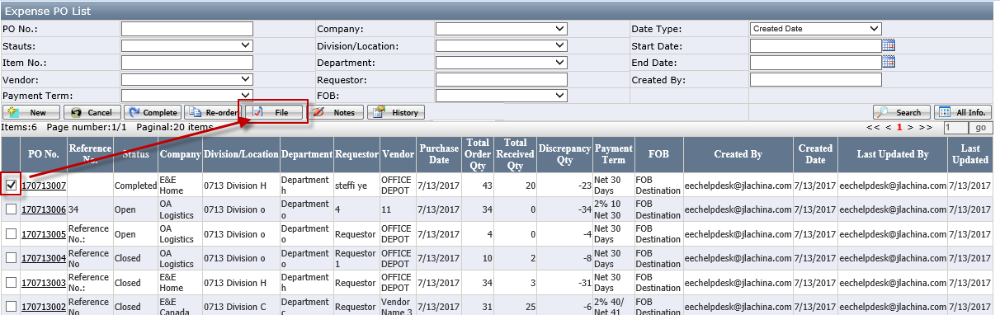 Expense PO List
PO No.: Company: Date Type: Created Date
Stauts: Division/Location: Start Date:
Item No.: Department: End Date:
Vendor: Requestor: Created By:
Payment Term: FOB:
New Cancel Complete Re-order File Notes History Search All Info.
Items:6 Page number:1/1 Paginal:20 items << < 1 > >> 1 go
PO No. Reference No. Status Company Division/Location Department Requestor Vendor Purchase Date Total Order Qty Total Received Qty Discrepancy Qty Payment Term FOB Created By Created Date Last Updated By Last Updated
170713007 Completed E&E Home 0713 Division H Department h steffi ye OFFICE DEPOT 7/13/2017 43 20 -23 Net 30 Days FOB Destination eechelpdesk@jlachina.com 7/13/2017 eechelpdesk@jlachina.com 7/13/2017
170713006 34 Open OA Logistics 0713 Division o Department o 4 11 7/13/2017 34 0 -34 2% 10 Net 30 FOB Destination eechelpdesk@jlachina.com 7/13/2017 eechelpdesk@jlachina.com 7/13/2017
170713005 Reference No.: Open OA Logistics 0713 Division o Department o Requestor OFFICE DEPOT 7/13/2017 4 0 -4 Net 30 Days FOB Destination eechelpdesk@jlachina.com 7/13/2017 eechelpdesk@jlachina.com 7/13/2017
170713004 Reference No Closed OA Logistics 0713 Division o Department o Requestor 1 OFFICE DEPOT 7/13/2017 10 2 -8 Net 30 Days FOB Destination eechelpdesk@jlachina.com 7/13/2017 eechelpdesk@jlachina.com 7/13/2017
170713003 Reference No.: Closed E&E Home 0713 Division H Department h Requestor OFFICE DEPOT 7/13/2017 34 3 -31 Net 30 Days FOB Destination eechelpdesk@jlachina.com 7/13/2017 eechelpdesk@jlachina.com 7/13/2017
170713002 Reference No Closed E&E Canada 0713 Division C Department c Requestor Vendor Name 3 7/13/2017 31 25 -6 2% 40/ Net 41 FOB Destination eechelpdesk@jlachina.com 7/13/2017 eechelpdesk@jlachina.com 7/13/2017